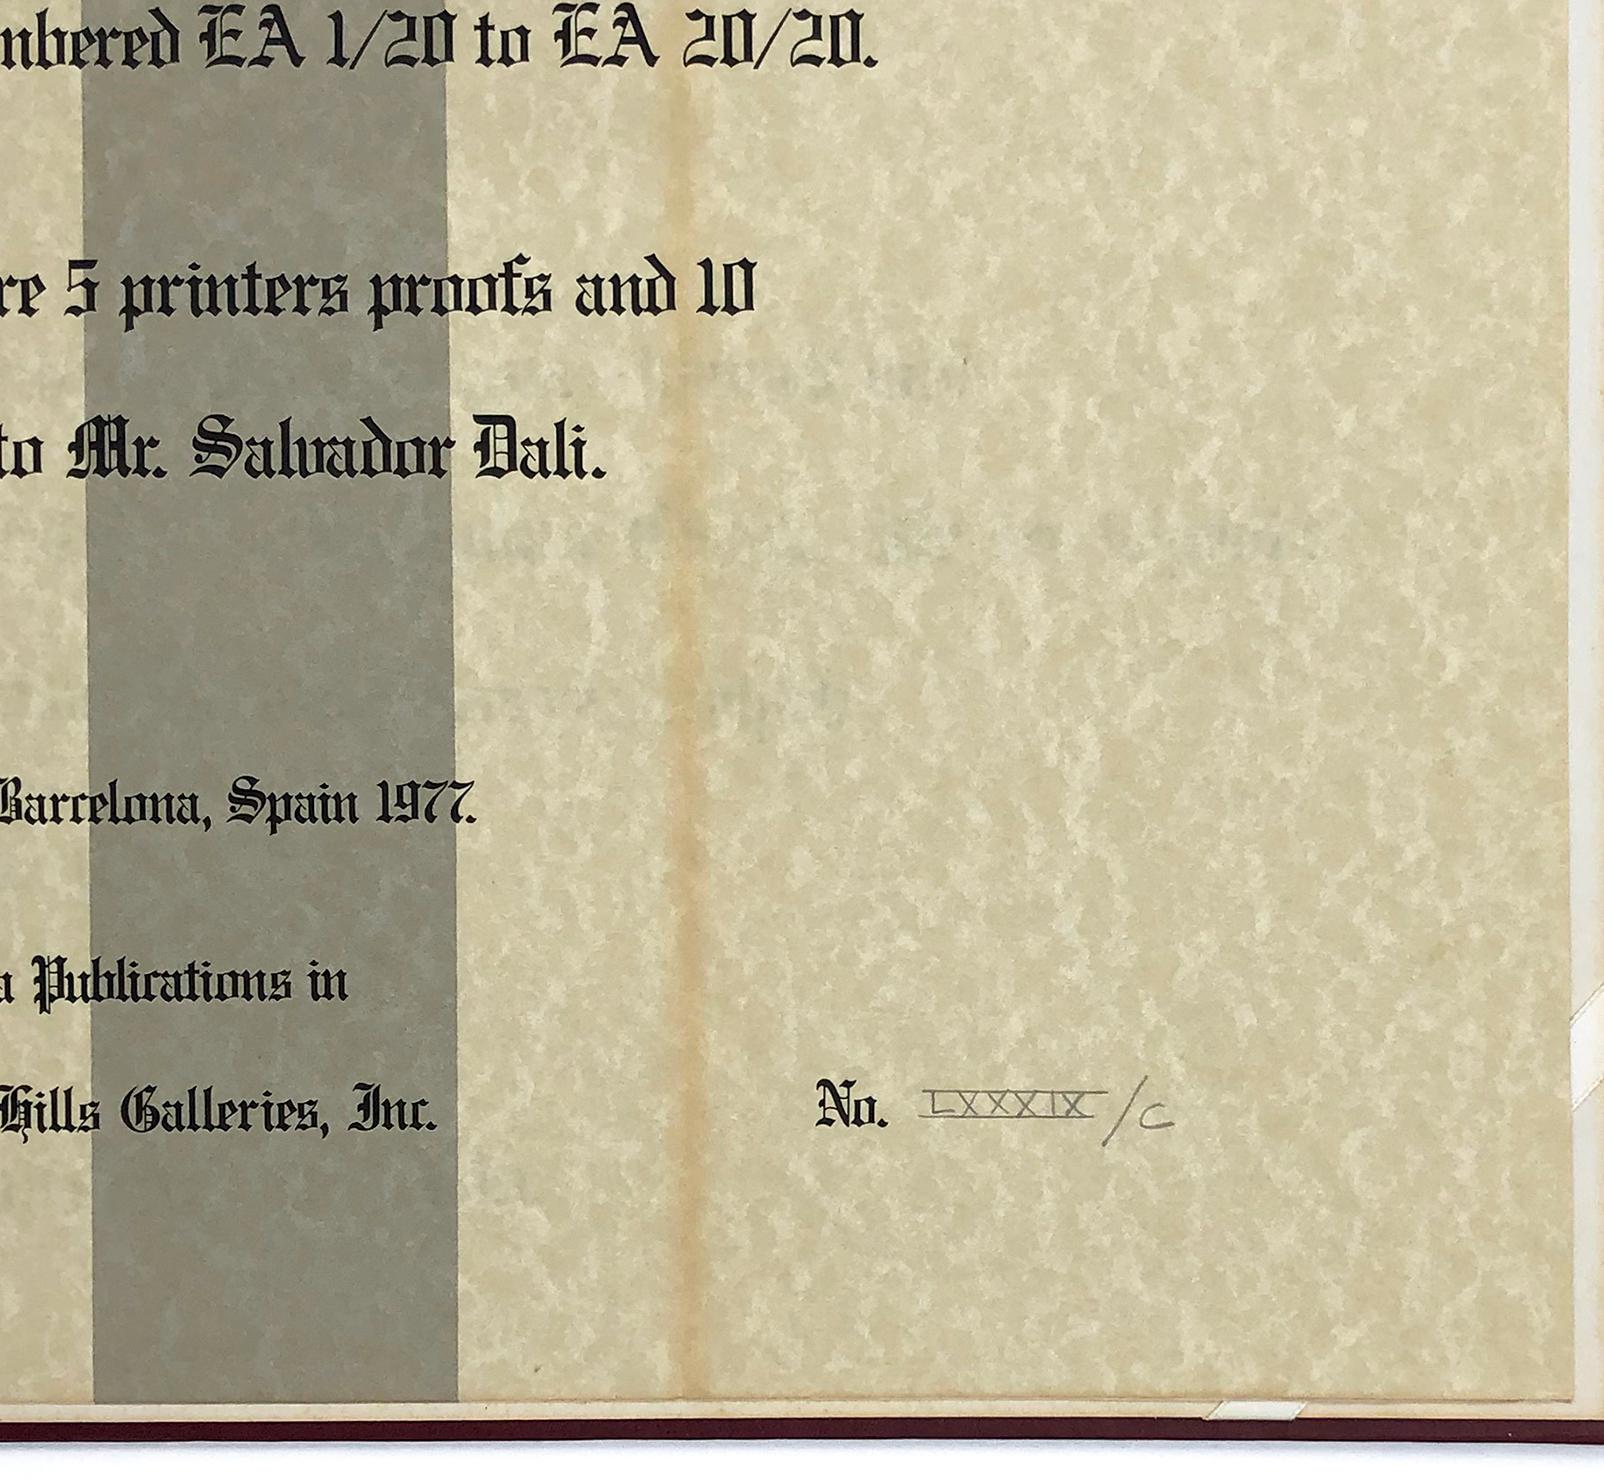 nbered EA 1/20 to EA 20/20.
re 5 printers proofs and 10
to Mr. Salvador Dali.
Barcelona, Spain 1977.
a Publications in
Hills Galleries, Inc.
No. LXXXIX/C